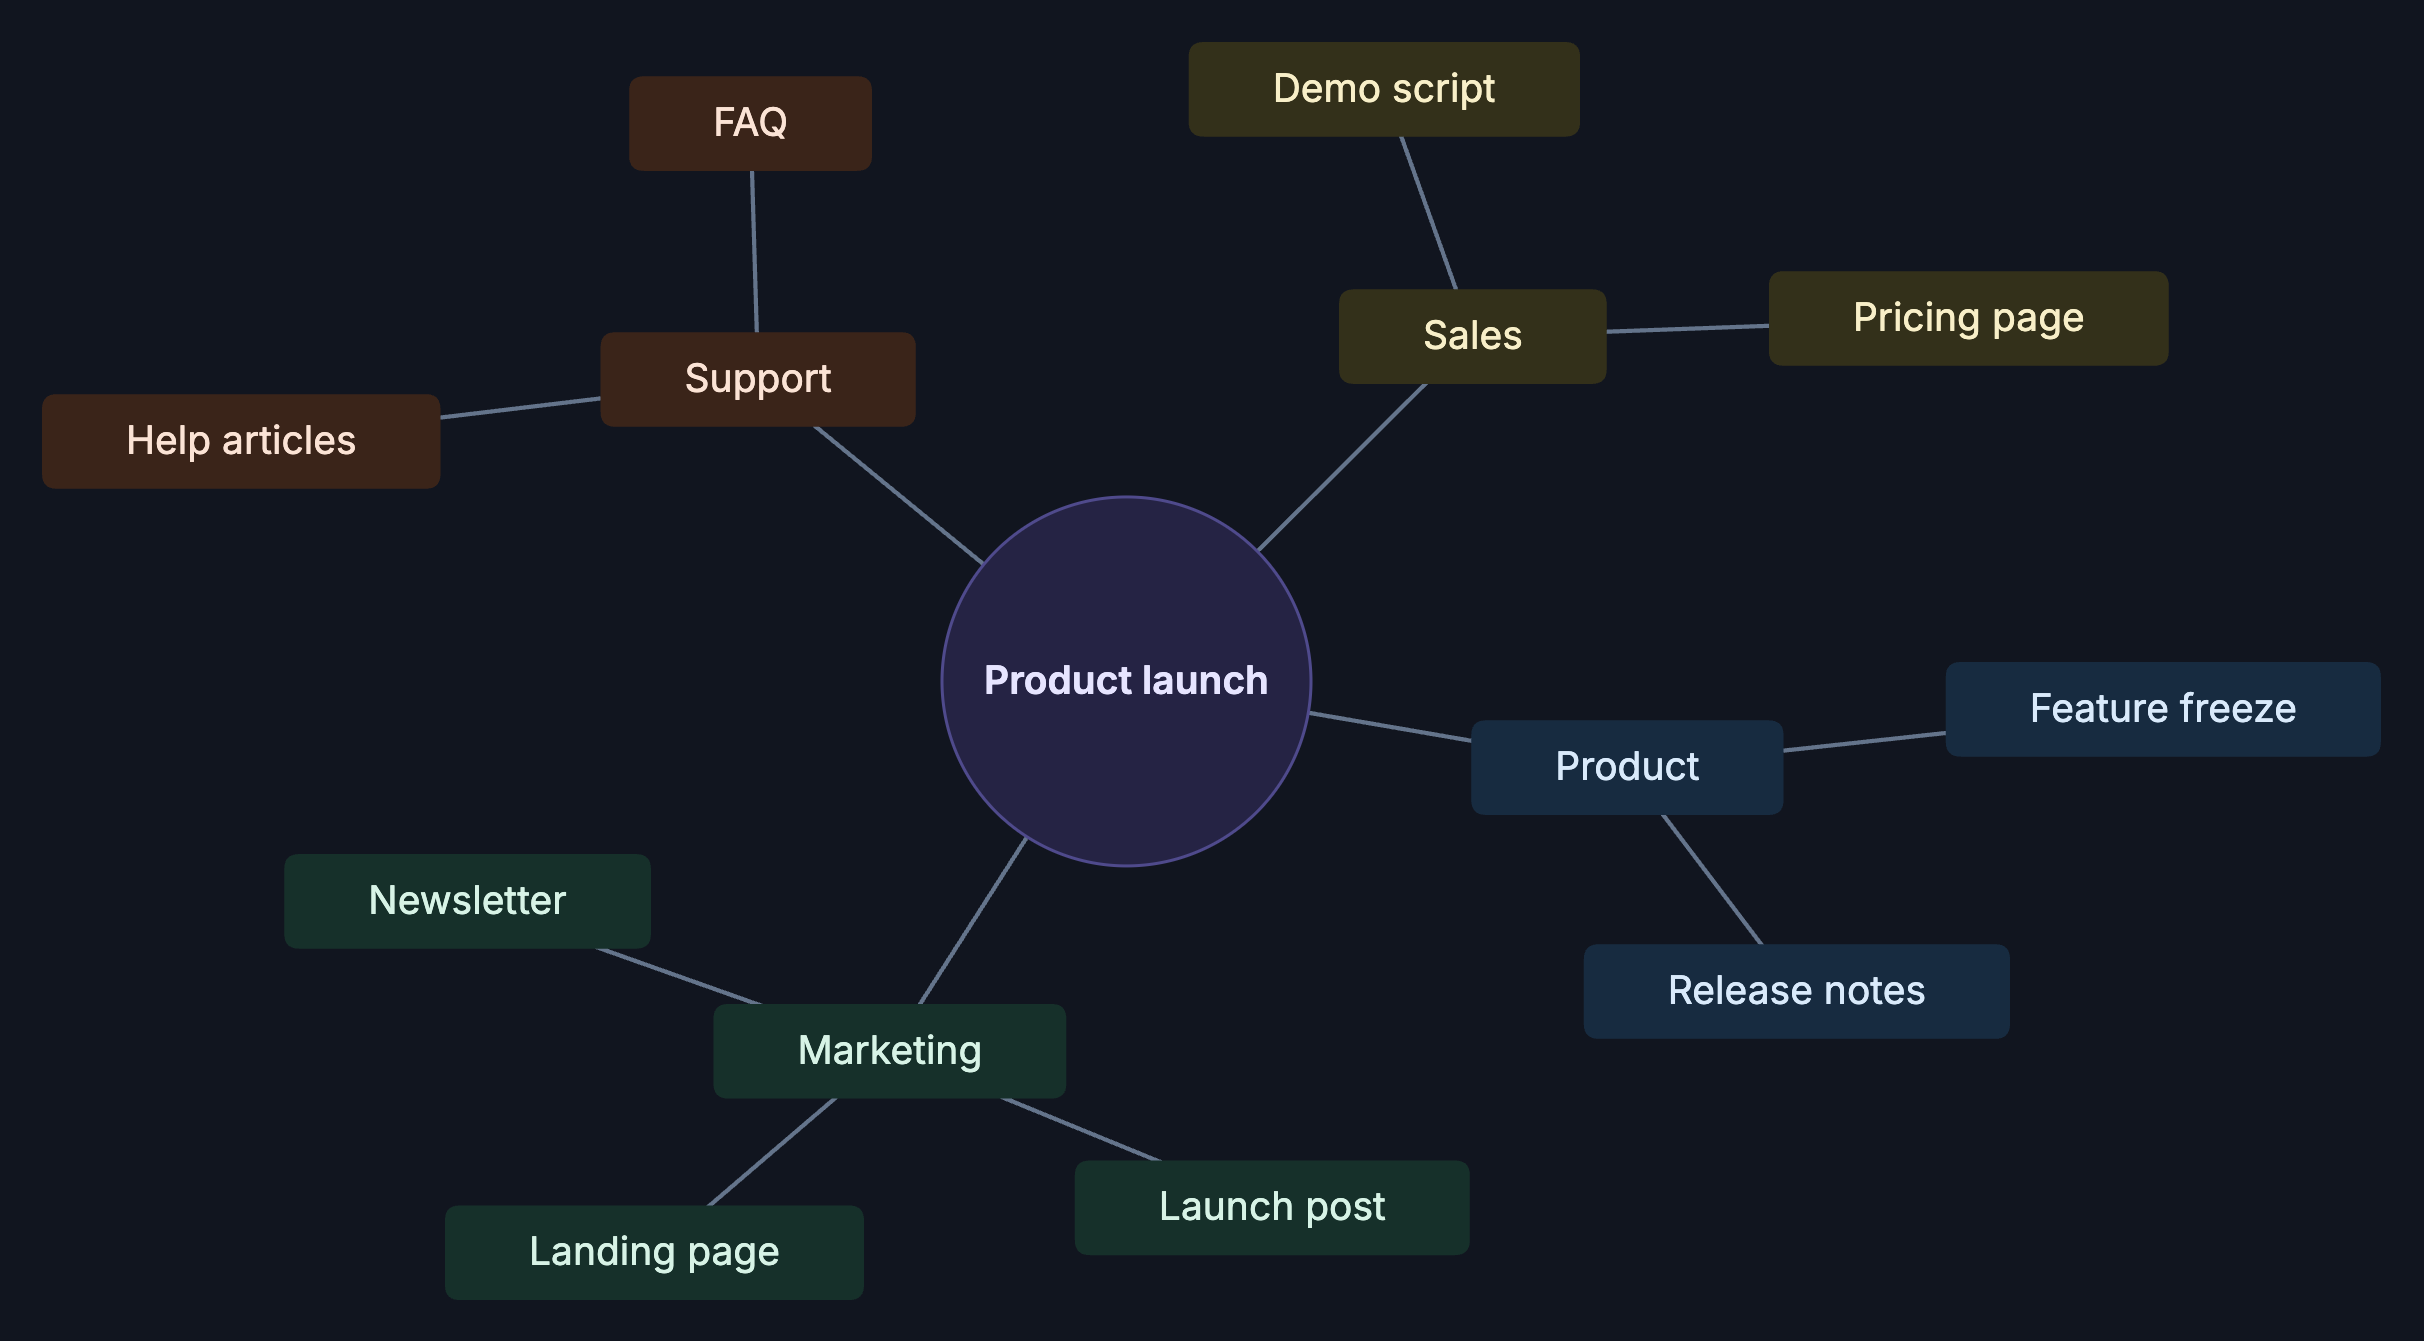 Demo script
FAQ
Pricing page
Sales
Support
Help articles
Product launch
Feature freeze
Product
Newsletter
Release notes
Marketing
Launch post
Landing page